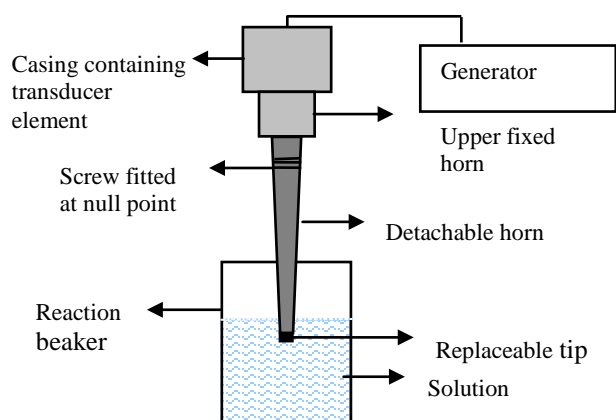 Casing containing
transducer
element
Generator
Upper fixed
horn
Screw fitted
at null point
Detachable horn
Reaction
beaker
Replaceable tip
Solution